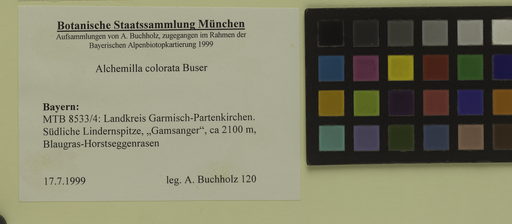 Botanische Staatssammlung München
Aufsammlungen von A. Buchholz, zugegangen im Rahmen der
Bayerischen Alpenbiotopkartierung 1999
Alchemilla colorata Buser
Bayern:
MTB 8533/4: Landkreis Garmisch-Partenkirchen.
Südliche Lindernspitze, „Gamsanger“, ca 2100 m,
Blaugras-Horstseggenrasen
17.7.1999 leg. A. Buchholz 120